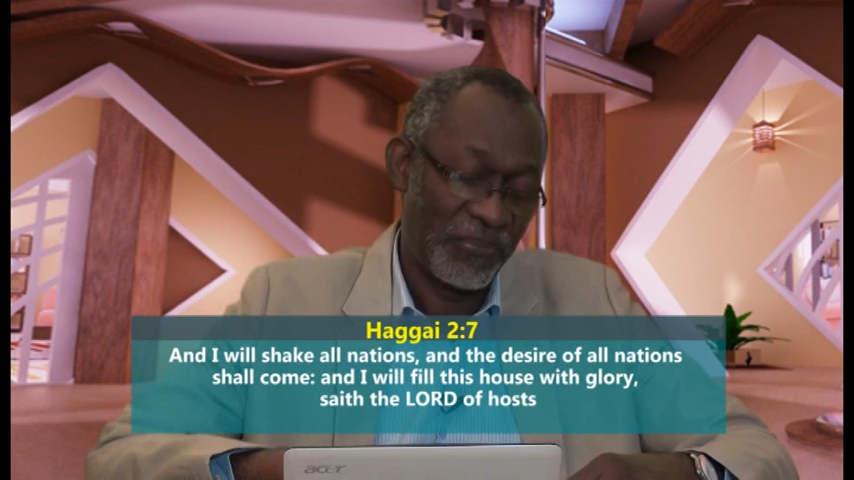 Haggai 2:7
And I will shake all nations, and the desire of all nations
shall come: and I will fill this house with glory,
saith the LORD of hosts
acer